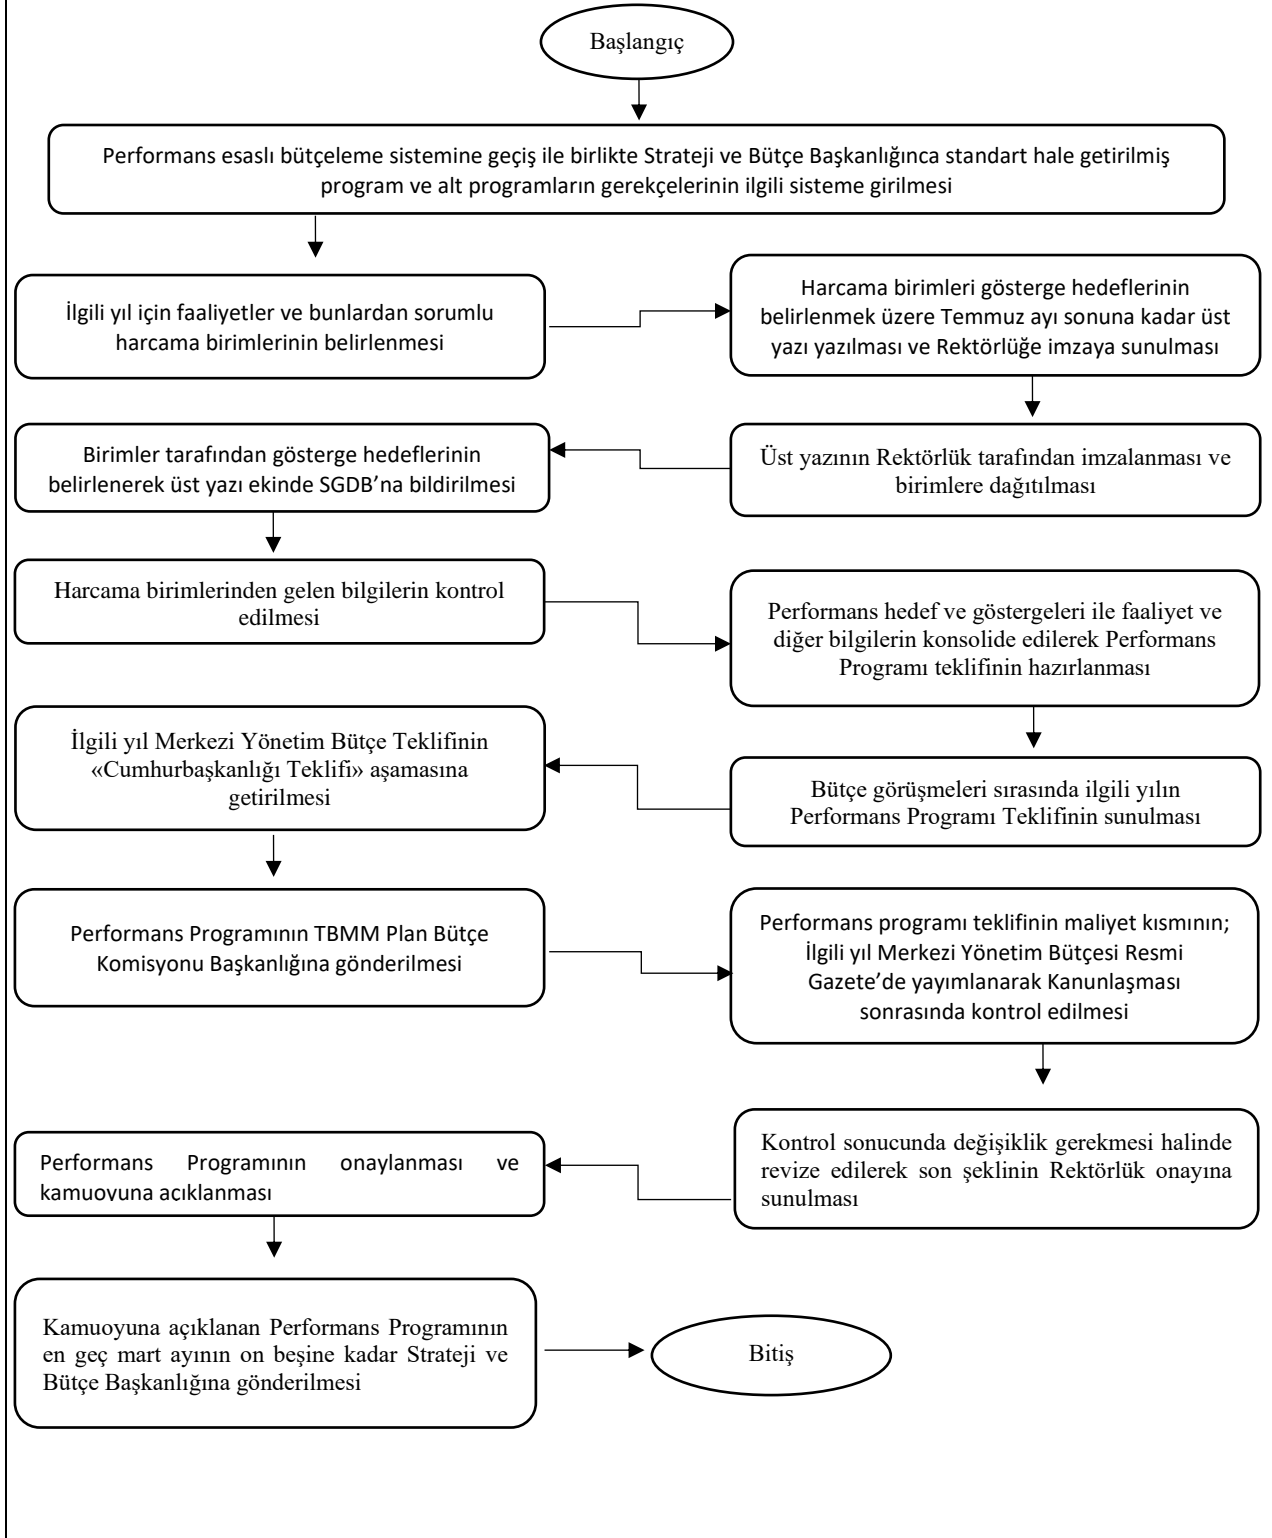 Başlangıç
Performans esaslı bütçeleme sistemine geçiş ile birlikte Strateji ve Bütçe Başkanlığınca standart hale getirilmiş
program ve alt programların gerekçelerinin ilgili sisteme girilmesi
İlgili yıl için faaliyetler ve bunlardan sorumlu
harcama birimlerinin belirlenmesi
Harcama birimleri gösterge hedeflerinin
belirlenmek üzere Temmuz ayı sonuna kadar üst
yazı yazılması ve Rektörlüğe imzaya sunulması
Üst yazının Rektörlük tarafından imzalanması ve
birimlere dağıtılması
Birimler tarafından gösterge hedeflerinin
belirlenerek üst yazı ekinde SGDB’na bildirilmesi
Harcama birimlerinden gelen bilgilerin kontrol
edilmesi
Performans hedef ve göstergeleri ile faaliyet ve
diğer bilgilerin konsolide edilerek Performans
Programı teklifinin hazırlanması
Bütçe görüşmeleri sırasında ilgili yılın
Performans Programı Teklifinin sunulması
İlgili yıl Merkezi Yönetim Bütçe Teklifinin
«Cumhurbaşkanlığı Teklifi» aşamasına
getirilmesi
Performans Programının TBMM Plan Bütçe
Komisyonu Başkanlığına gönderilmesi
Performans programı teklifinin maliyet kısmının;
İlgili yıl Merkezi Yönetim Bütçesi Resmi
Gazete’de yayımlanarak Kanunlaşması
sonrasında kontrol edilmesi
Kontrol sonucunda değişiklik gerekmesi halinde
revize edilerek son şeklinin Rektörlük onayına
sunulması
Performans Programının onaylanması ve
kamuoyuna açıklanması
Kamuoyuna açıklanan Performans Programının
en geç mart ayının on beşine kadar Strateji ve
Bütçe Başkanlığına gönderilmesi
Bitiş